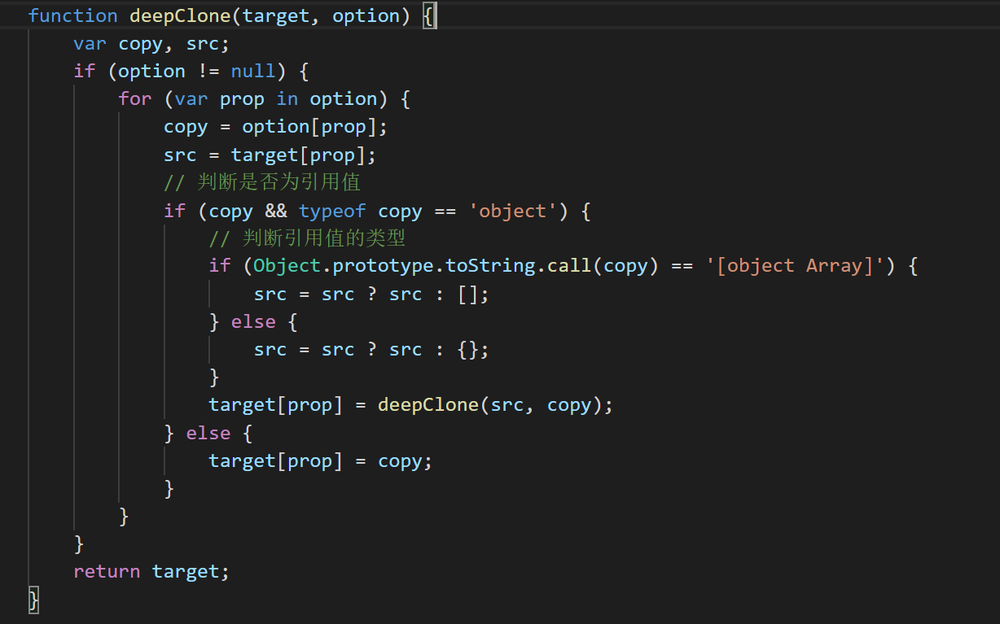 function deepClone(target, option) {
    var copy, src;
    if (option != null) {
        for (var prop in option) {
            copy = option[prop];
            src = target[prop];
            // 判断是否为引用值
            if (copy && typeof copy == 'object') {
                // 判断引用值的类型
                if (Object.prototype.toString.call(copy) == '[object Array]') {
                    src = src ? src : [];
                } else {
                    src = src ? src : {};
                }
                target[prop] = deepClone(src, copy);
            } else {
                target[prop] = copy;
            }
        }
    }
    return target;
}